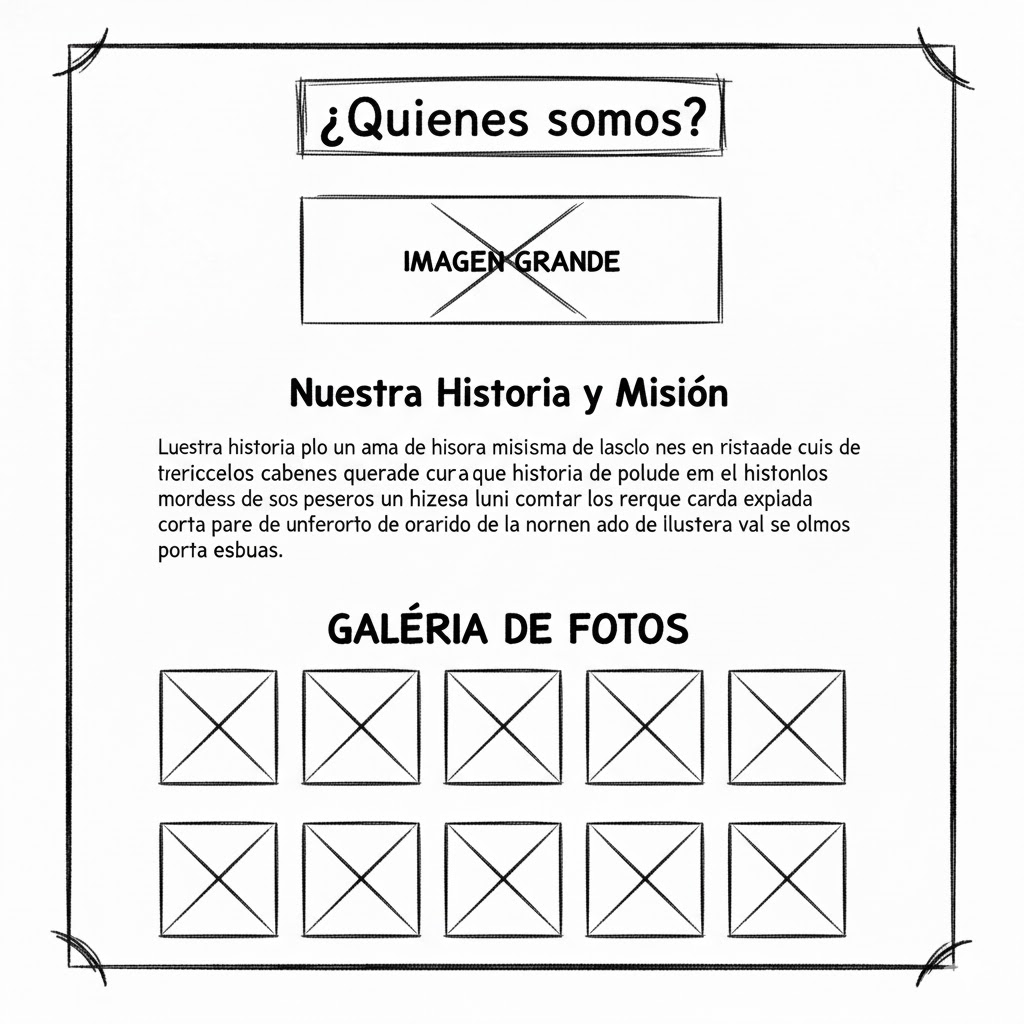 ¿Quienes somos?
IMAGEN GRANDE
Nuestra Historia y Misión
Luestra historia plo un ama de hisora misisma de lasclo nes en ristaade cuis de
trericcelos cabenes querade cura que historia de polude em el histonlos
mordess de sos peseros un hizesa luni comtar los rerque carda expiada
corta pare de unferorto de orarido de la nornen ado de ilustera val se olmos
porta esbuas.
GALÉRIA DE FOTOS